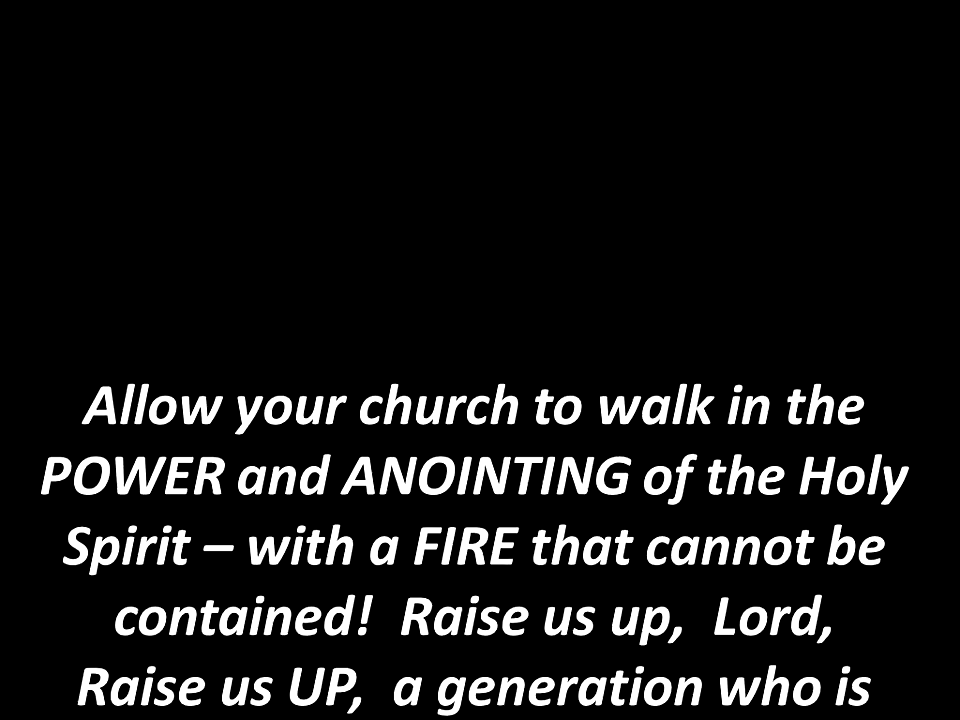 Allow your church to walk in the
POWER and ANOINTING of the Holy
Spirit – with a FIRE that cannot be
contained!  Raise us up,  Lord,
Raise us UP,  a generation who is